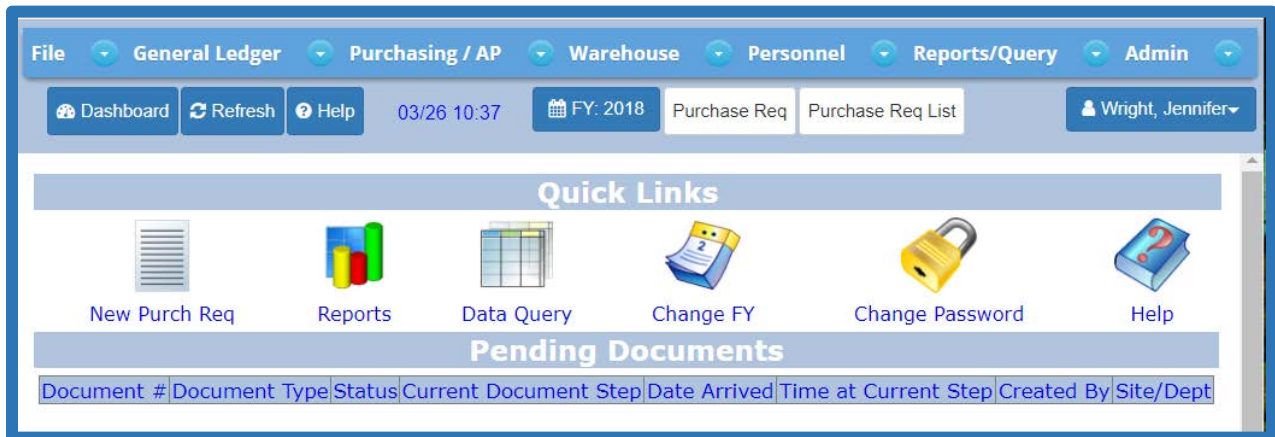 File General Ledger Purchasing / AP Warehouse Personnel Reports/Query Admin
Dashboard Refresh Help 03/26 10:37 FY: 2018 Purchase Req Purchase Req List Wright, Jennifer
Quick Links
2
New Purch Req Reports Data Query Change FY Change Password Help
Pending Documents
Document # Document Type Status Current Document Step Date Arrived Time at Current Step Created By Site/Dept